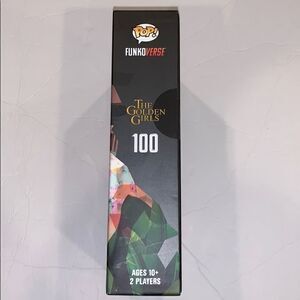 POP!
FUNKOVERSE
THE
GOLDEN
GIRLS
100
AGES 10+
2 PLAYERS